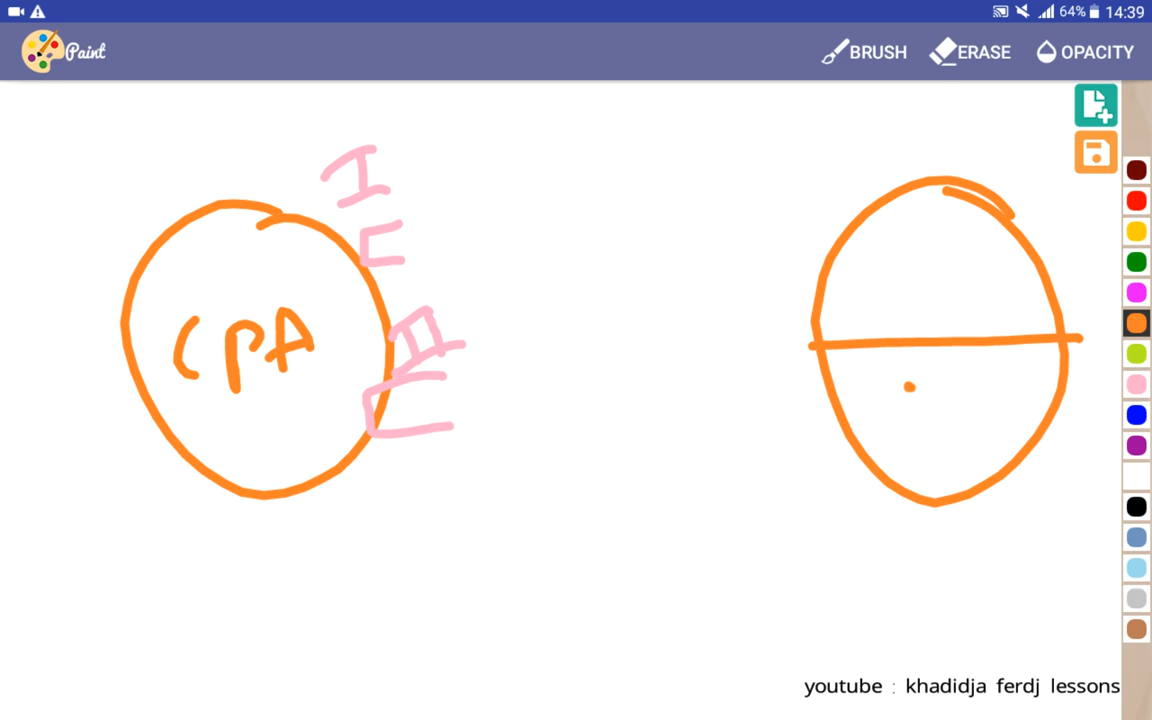 64% 14:39
Paint BRUSH ERASE OPACITY
CPA
youtube : khadidja ferdj lessons